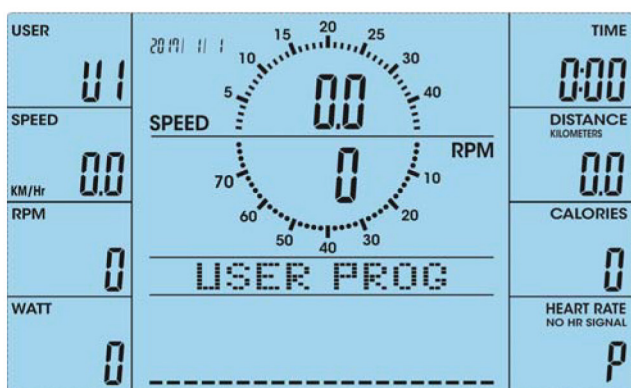 USER
U1
SPEED
KM/Hr 0.0
RPM
0
WATT
0
2017/ 1/ 1
5 10 15 20 25 30 40
SPEED 0.0
RPM 0
70 60 50 40 30 20 10
USER PROG
TIME
0:00
DISTANCE
KILOMETERS
0.0
CALORIES
0
HEART RATE
NO HR SIGNAL
P